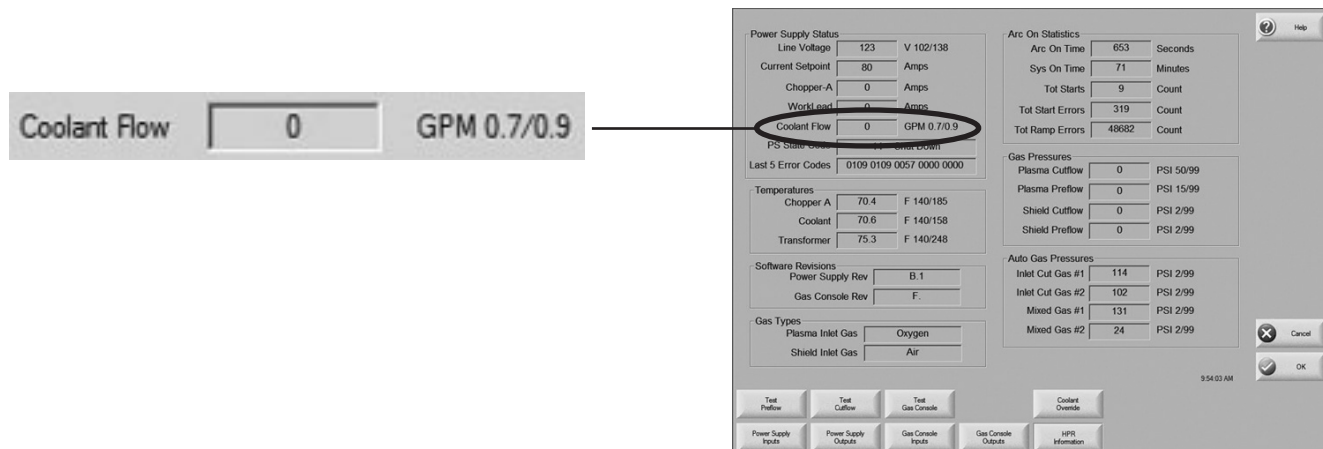 Coolant Flow 0 GPM 0.7/0.9
Power Supply Status
Line Voltage 123 V 102/138
Current Setpoint 80 Amps
Chopper-A 0 Amps
WorkLead 0 Amps
Coolant Flow 0 GPM 0.7/0.9
PS State Code Shut Down
Last 5 Error Codes 0109 0109 0057 0000 0000
Temperatures
Chopper A 70.4 F 140/185
Coolant 70.6 F 140/158
Transformer 75.3 F 140/248
Software Revisions
Power Supply Rev B.1
Gas Console Rev F.
Gas Types
Plasma Inlet Gas Oxygen
Shield Inlet Gas Air
Arc On Statistics
Arc On Time 653 Seconds
Sys On Time 71 Minutes
Tot Starts 9 Count
Tot Start Errors 319 Count
Tot Ramp Errors 48682 Count
Gas Pressures
Plasma Cutflow 0 PSI 50/99
Plasma Preflow 0 PSI 15/99
Shield Cutflow 0 PSI 2/99
Shield Preflow 0 PSI 2/99
Auto Gas Pressures
Inlet Cut Gas #1 114 PSI 2/99
Inlet Cut Gas #2 102 PSI 2/99
Mixed Gas #1 131 PSI 2/99
Mixed Gas #2 24 PSI 2/99
Help
Cancel
OK
9:54:03 AM
Test Preflow
Test Cutflow
Test Gas Console
Coolant Override
Power Supply Inputs
Power Supply Outputs
Gas Console Inputs
Gas Console Outputs
HPR Information